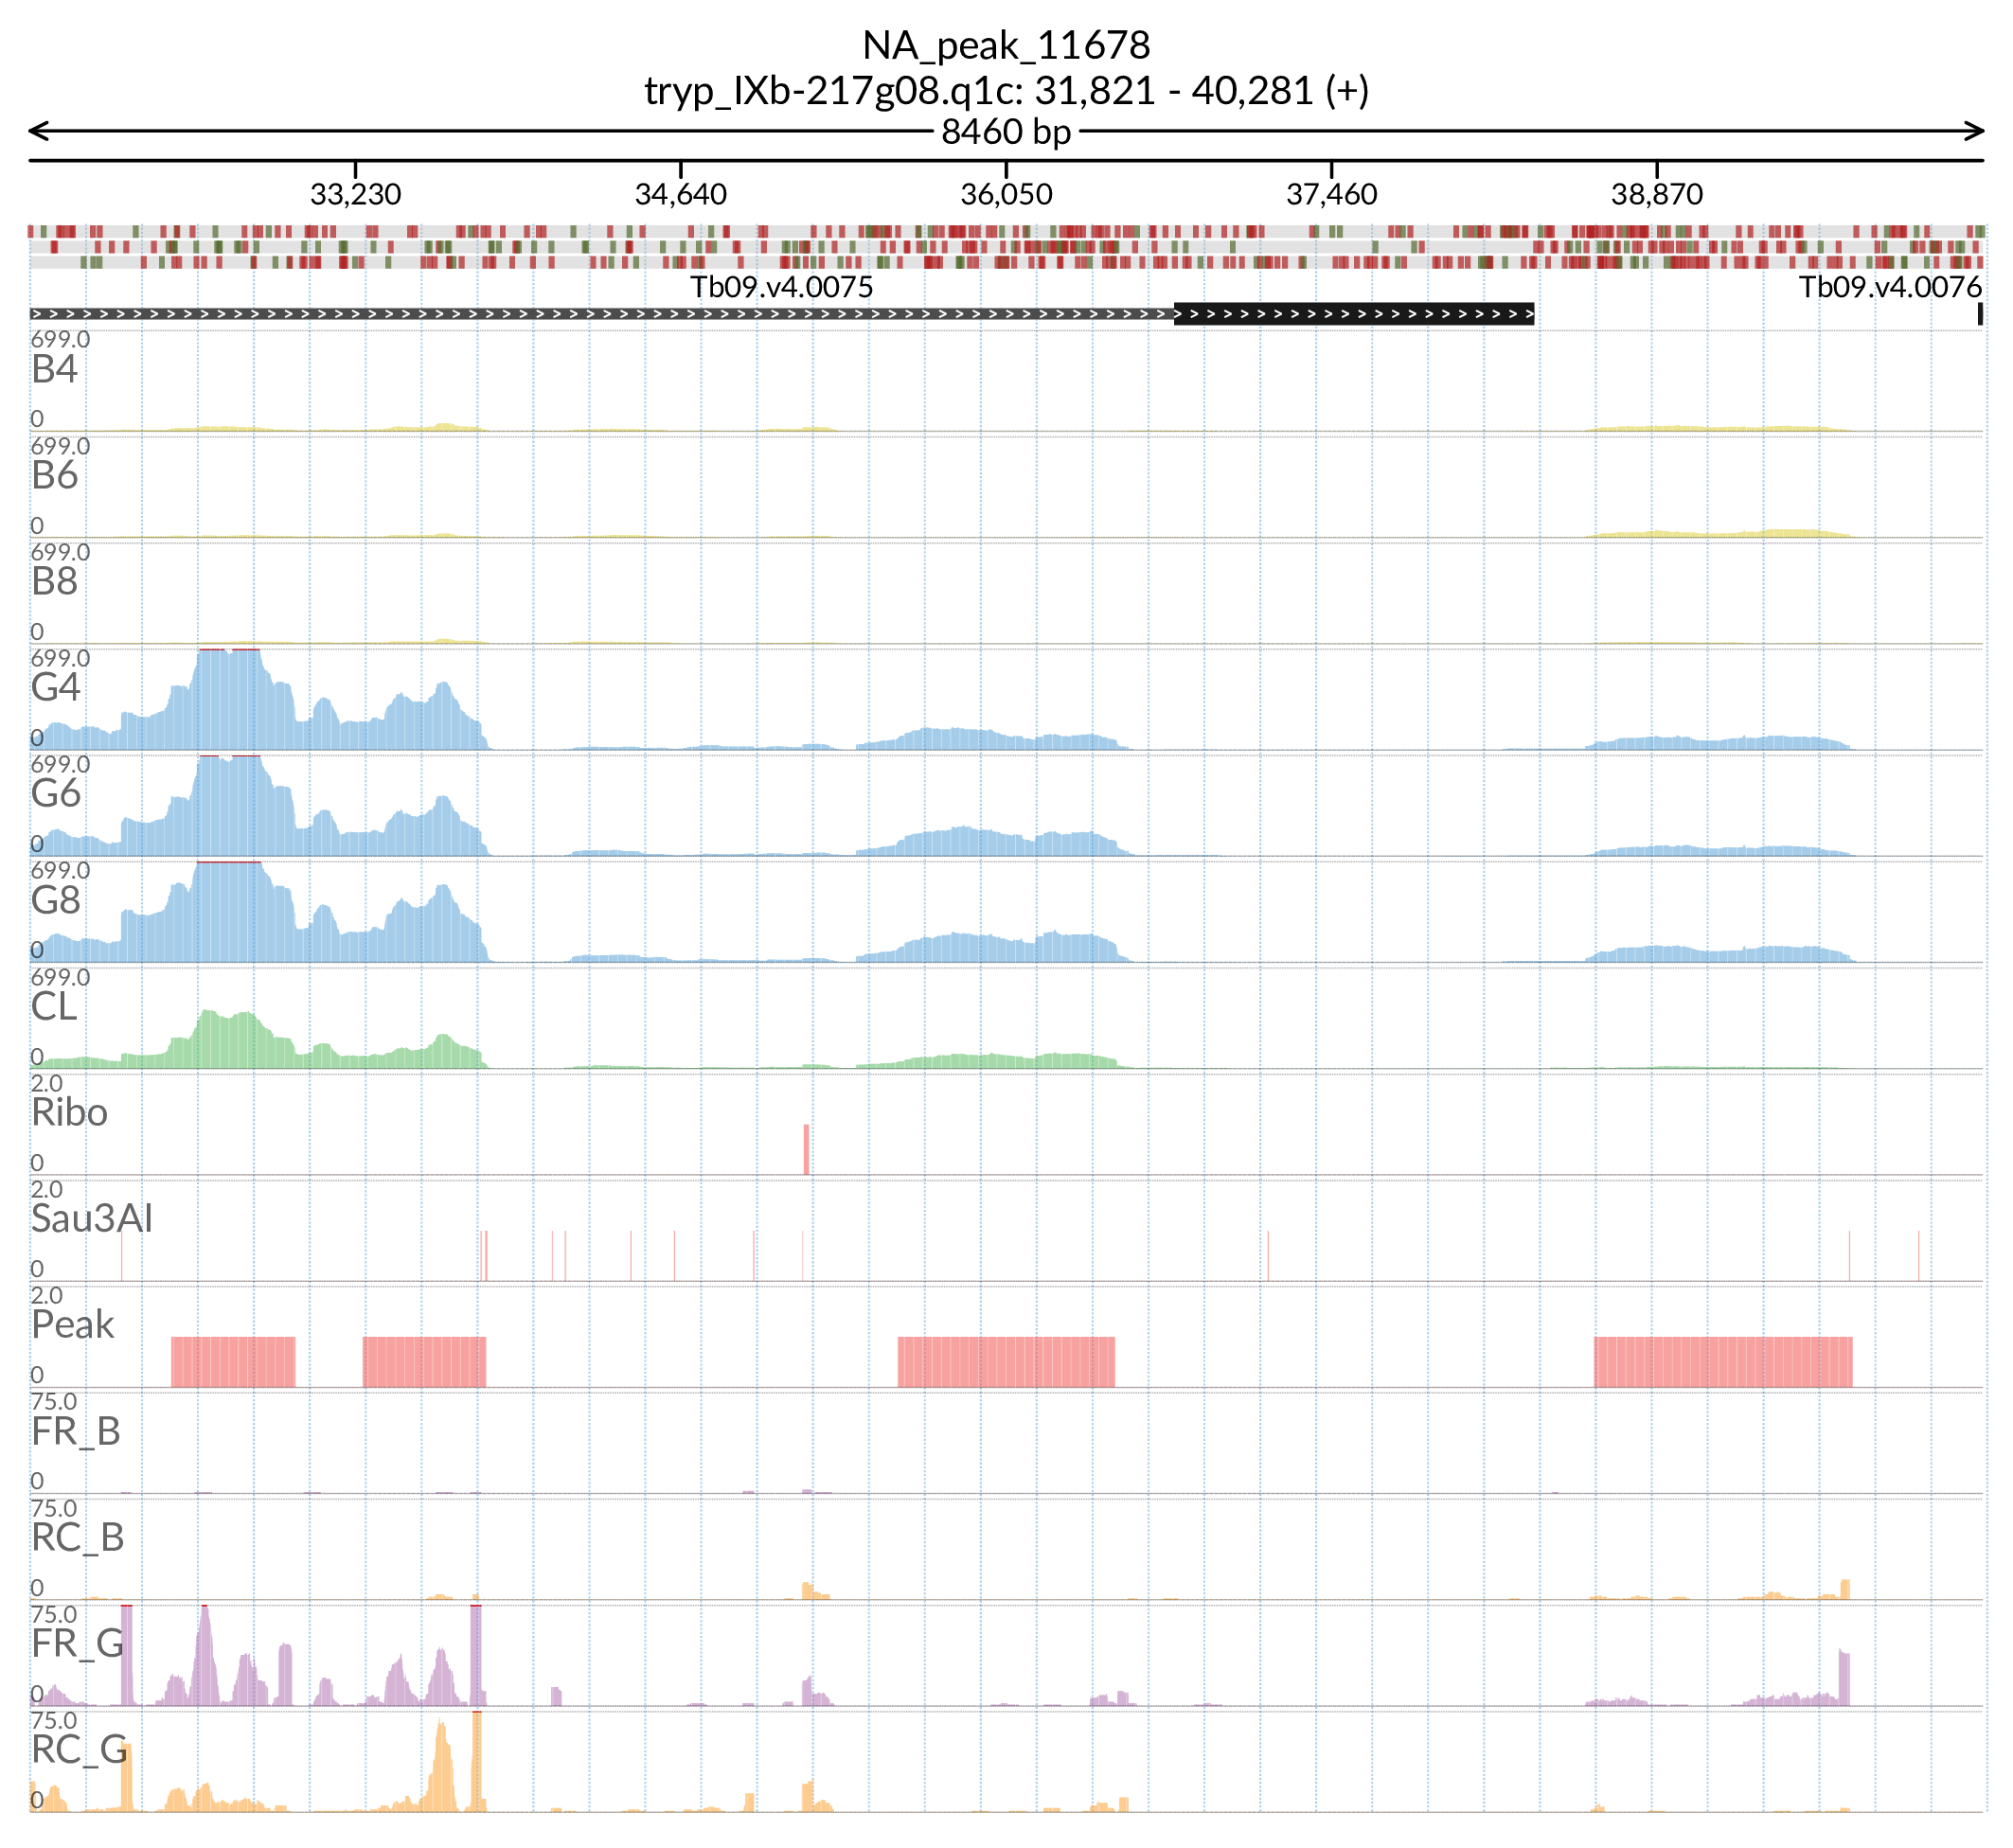 NA_peak_11678
tryp_IXb-217g08.q1c: 31,821 - 40,281 (+)
8460 bp
33,230 34,640 36,050 37,460 38,870
Tb09.v4.0075 Tb09.v4.0076
699.0
B4
0
699.0
B6
0
699.0
B8
0
699.0
G4
0
699.0
G6
0
699.0
G8
0
699.0
CL
0
2.0
Ribo
0
2.0
Sau3AI
0
2.0
Peak
0
75.0
FR_B
0
75.0
RC_B
0
75.0
FR_G
0
75.0
RC_G
0